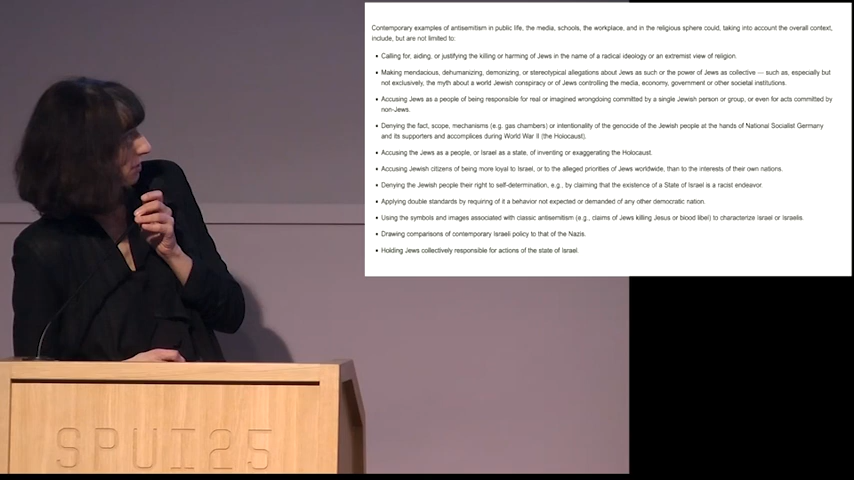 Contemporary examples of antisemitism in public life, the media, schools, the workplace, and in the religious sphere could, taking into account the overall context,
include, but are not limited to:
• Calling for, aiding, or justifying the killing or harming of Jews in the name of a radical ideology or an extremist view of religion.
• Making mendacious, dehumanizing, demonizing, or stereotypical allegations about Jews as such or the power of Jews as collective — such as, especially but
not exclusively, the myth about a world Jewish conspiracy or of Jews controlling the media, economy, government or other societal institutions.
• Accusing Jews as a people of being responsible for real or imagined wrongdoing committed by a single Jewish person or group, or even for acts committed by
non-Jews.
• Denying the fact, scope, mechanisms (e.g. gas chambers) or intentionality of the genocide of the Jewish people at the hands of National Socialist Germany
and its supporters and accomplices during World War II (the Holocaust).
• Accusing the Jews as a people, or Israel as a state, of inventing or exaggerating the Holocaust.
• Accusing Jewish citizens of being more loyal to Israel, or to the alleged priorities of Jews worldwide, than to the interests of their own nations.
• Denying the Jewish people their right to self-determination, e.g., by claiming that the existence of a State of Israel is a racist endeavor.
• Applying double standards by requiring of it a behavior not expected or demanded of any other democratic nation.
• Using the symbols and images associated with classic antisemitism (e.g., claims of Jews killing Jesus or blood libel) to characterize Israel or Israelis.
• Drawing comparisons of contemporary Israeli policy to that of the Nazis.
• Holding Jews collectively responsible for actions of the state of Israel.
SPUI25